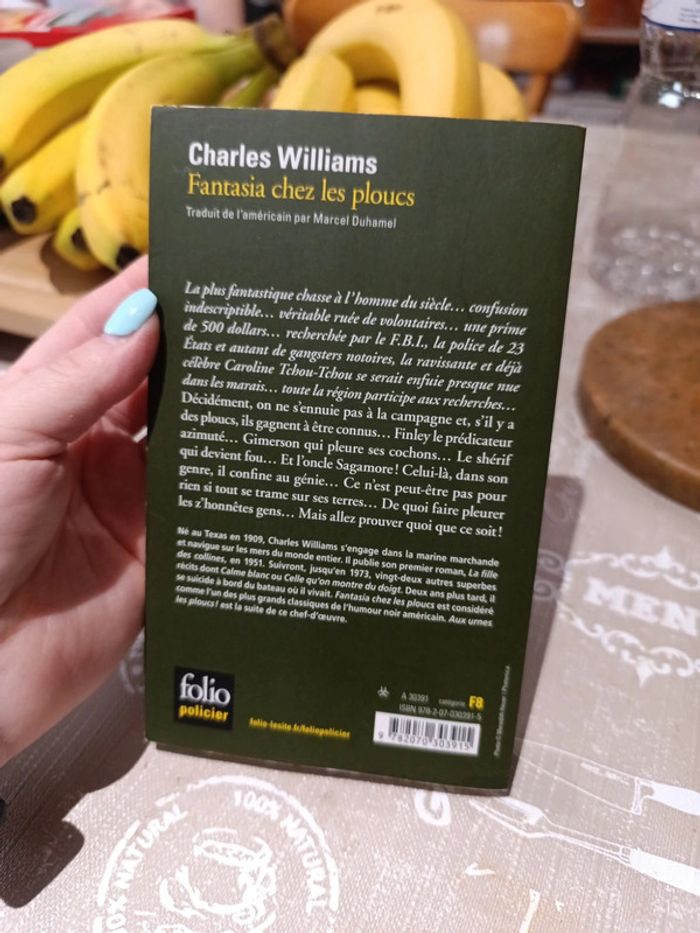 Charles Williams
Fantasia chez les ploucs
Traduit de l'américain par Marcel Duhamel
La plus fantastique chasse à l'homme du siècle... confusion
indescriptible... véritable ruée de volontaires... une prime
de 500 dollars... recherchée par le F.B.I., la police de 23
États et autant de gangsters notoires, la ravissante et déjà
célèbre Caroline Tchou-Tchou se serait enfuie presque nue
dans les marais... toute la région participe aux recherches...
Décidément, on ne s'ennuie pas à la campagne et, s'il y a
des ploucs, ils gagnent à être connus... Finley le prédicateur
azimuté... Gimerson qui pleure ses cochons... Le shérif
qui devient fou... Et l'oncle Sagamore ! Celui-là, dans son
genre, il confine au génie... Ce n'est peut-être pas pour
rien si tout se trame sur ses terres... De quoi faire pleurer
les z'honnêtes gens... Mais allez prouver quoi que ce soit !
Né au Texas en 1909, Charles Williams s'engage dans la marine marchande
et navigue sur les mers du monde entier. Il publie son premier roman, La fille
des collines, en 1951. Suivront, jusqu'en 1973, vingt-deux autres superbes
récits dont Calme blanc ou Celle qu'on montre du doigt. Deux ans plus tard, il
se suicide à bord du bateau où il vivait. Fantasia chez les ploucs est considéré
comme l'un des plus grands classiques de l'humour noir américain. Aux urnes
les ploucs ! est la suite de ce chef-d'œuvre.
folio
policier
folio-lesite.fr/foliopolicier
A 30391 catégorie F8
ISBN 978-2-07-030391-5
9 782070 303915
MEN
100% NATURAL
100% NATURAL